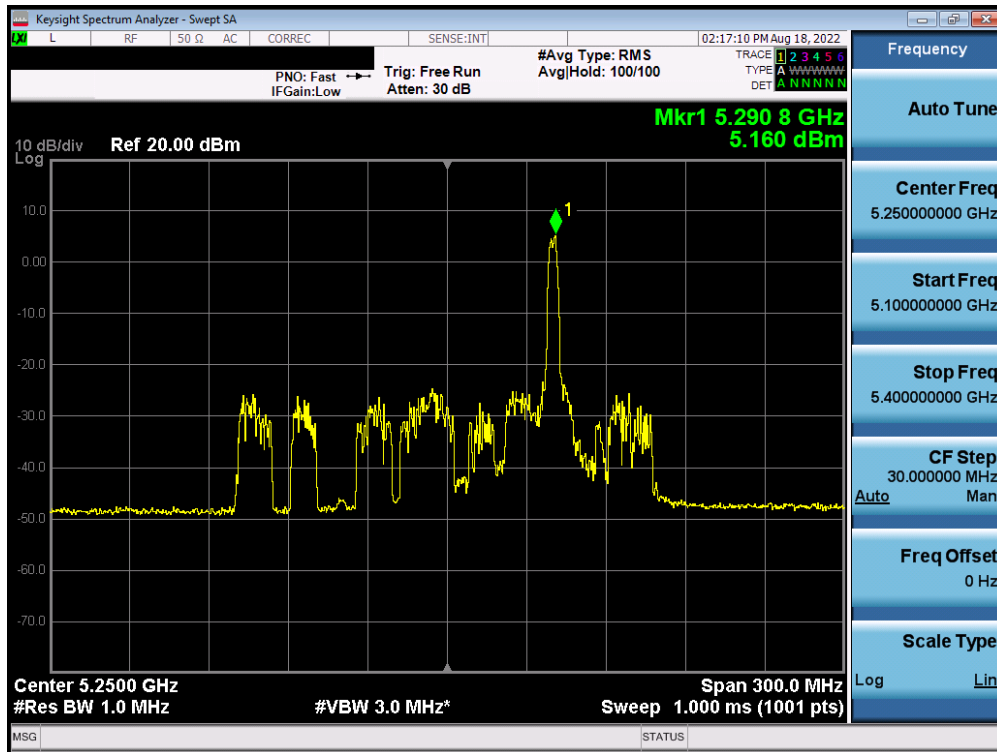 Keysight Spectrum Analyzer - Swept SA
LXI L RF 50 Ω AC CORREC SENSE:INT 02:17:10 PM Aug 18, 2022
PNO: Fast
IFGain:Low
Trig: Free Run
Atten: 30 dB
#Avg Type: RMS
Avg|Hold: 100/100
TRACE 1 2 3 4 5 6
TYPE A WWWWW
DET A N N N N N
Mkr1 5.290 8 GHz
5.160 dBm
10 dB/div Ref 20.00 dBm
Log
1
10.0
0.00
-10.0
-20.0
-30.0
-40.0
-50.0
-60.0
-70.0
Center 5.2500 GHz Span 300.0 MHz
#Res BW 1.0 MHz #VBW 3.0 MHz* Sweep 1.000 ms (1001 pts)
MSG STATUS
Frequency
Auto Tune
Center Freq
5.250000000 GHz
Start Freq
5.100000000 GHz
Stop Freq
5.400000000 GHz
CF Step
30.000000 MHz
Auto Man
Freq Offset
0 Hz
Scale Type
Log Lin